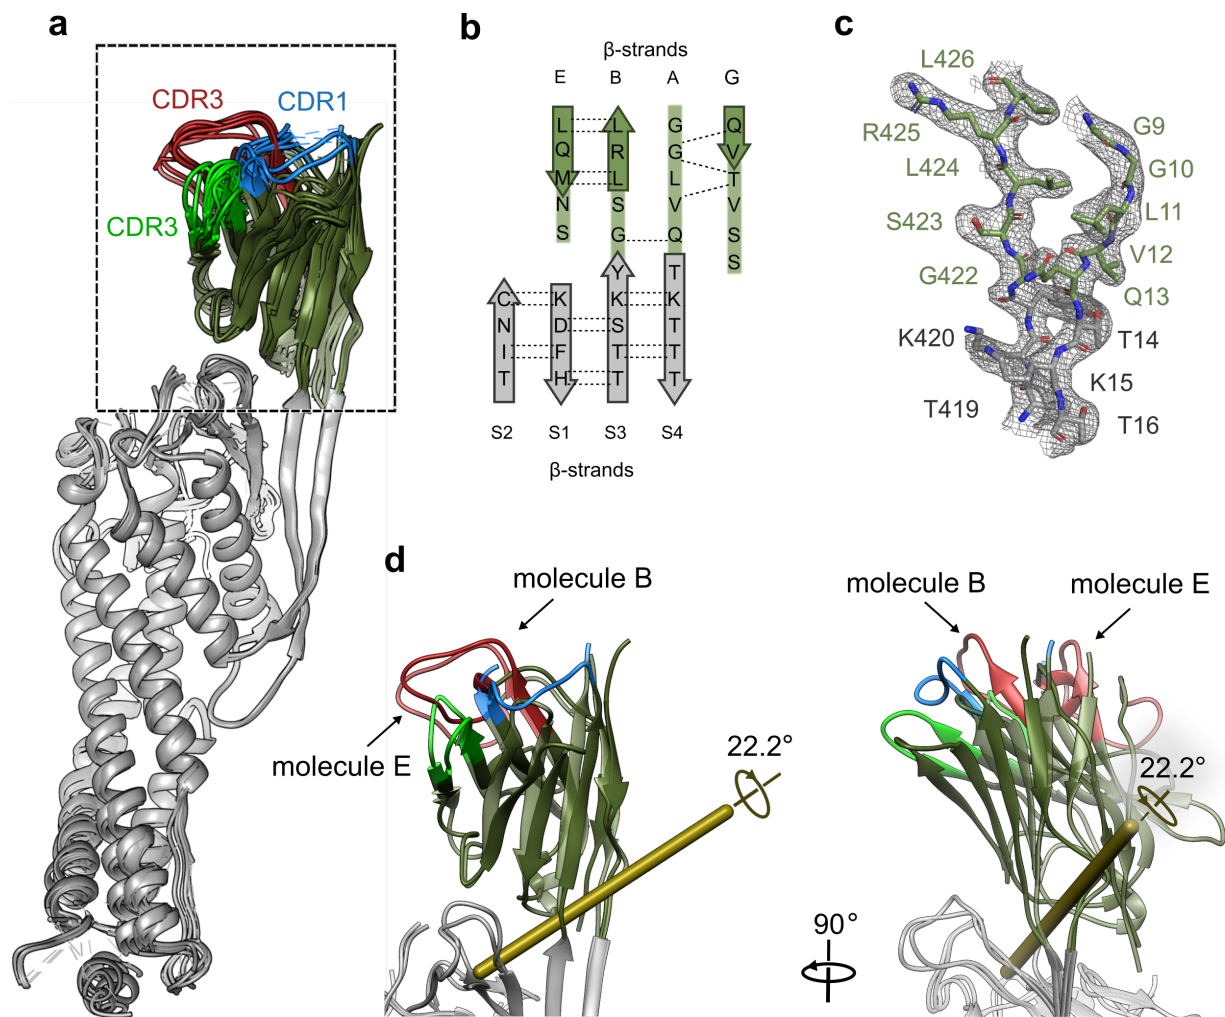 a
CDR3
CDR1
CDR3
b
β-strands
E B A G
L L G Q
Q R G V
M L L T
N S V V
S G Q S
S
Y T
C K K K
N D S T
I F T T
T H T T
S2 S1 S3 S4
β-strands
c
L426
R425
G9
L424
G10
S423
L11
G422
V12
Q13
K420
T14
T419
K15
T16
d
molecule B
molecule E
22.2°
90°
molecule B
molecule E
22.2°